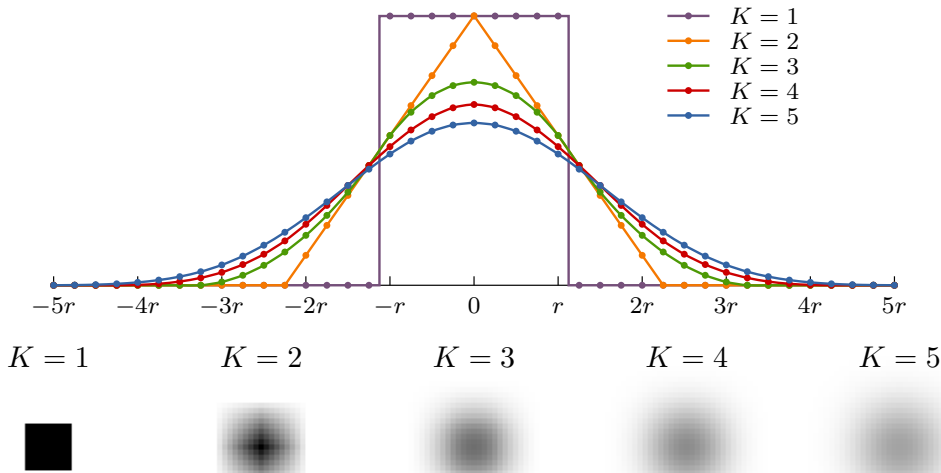 K = 1
K = 2
K = 3
K = 4
K = 5
−5r −4r −3r −2r −r 0 r 2r 3r 4r 5r
K = 1 K = 2 K = 3 K = 4 K = 5